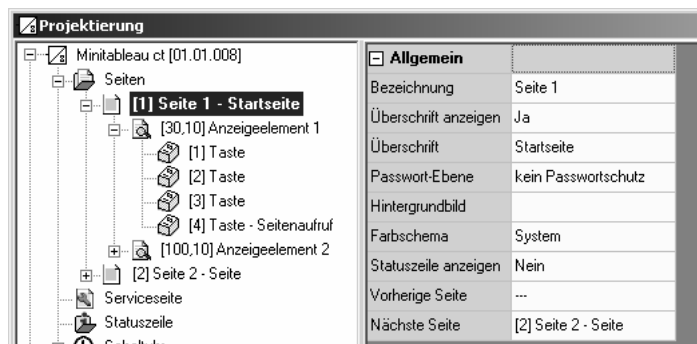 Projektierung
Minitableau ct [01.01.008]
Seiten
[1] Seite 1 - Startseite
[30,10] Anzeigeelement 1
[1] Taste
[2] Taste
[3] Taste
[4] Taste - Seitenaufruf
[100,10] Anzeigeelement 2
[2] Seite 2 - Seite
Serviceseite
Statuszeile
Allgemein
Bezeichnung Seite 1
Überschrift anzeigen Ja
Überschrift Startseite
Passwort-Ebene kein Passwortschutz
Hintergrundbild
Farbschema System
Statuszeile anzeigen Nein
Vorherige Seite ---
Nächste Seite [2] Seite 2 - Seite